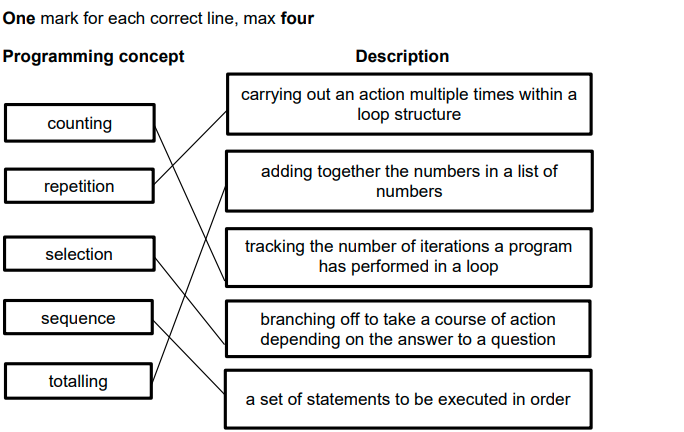 One mark for each correct line, max four
Programming concept
Description
counting
repetition
selection
sequence
totalling
carrying out an action multiple times within a
loop structure
adding together the numbers in a list of
numbers
tracking the number of iterations a program
has performed in a loop
branching off to take a course of action
depending on the answer to a question
a set of statements to be executed in order